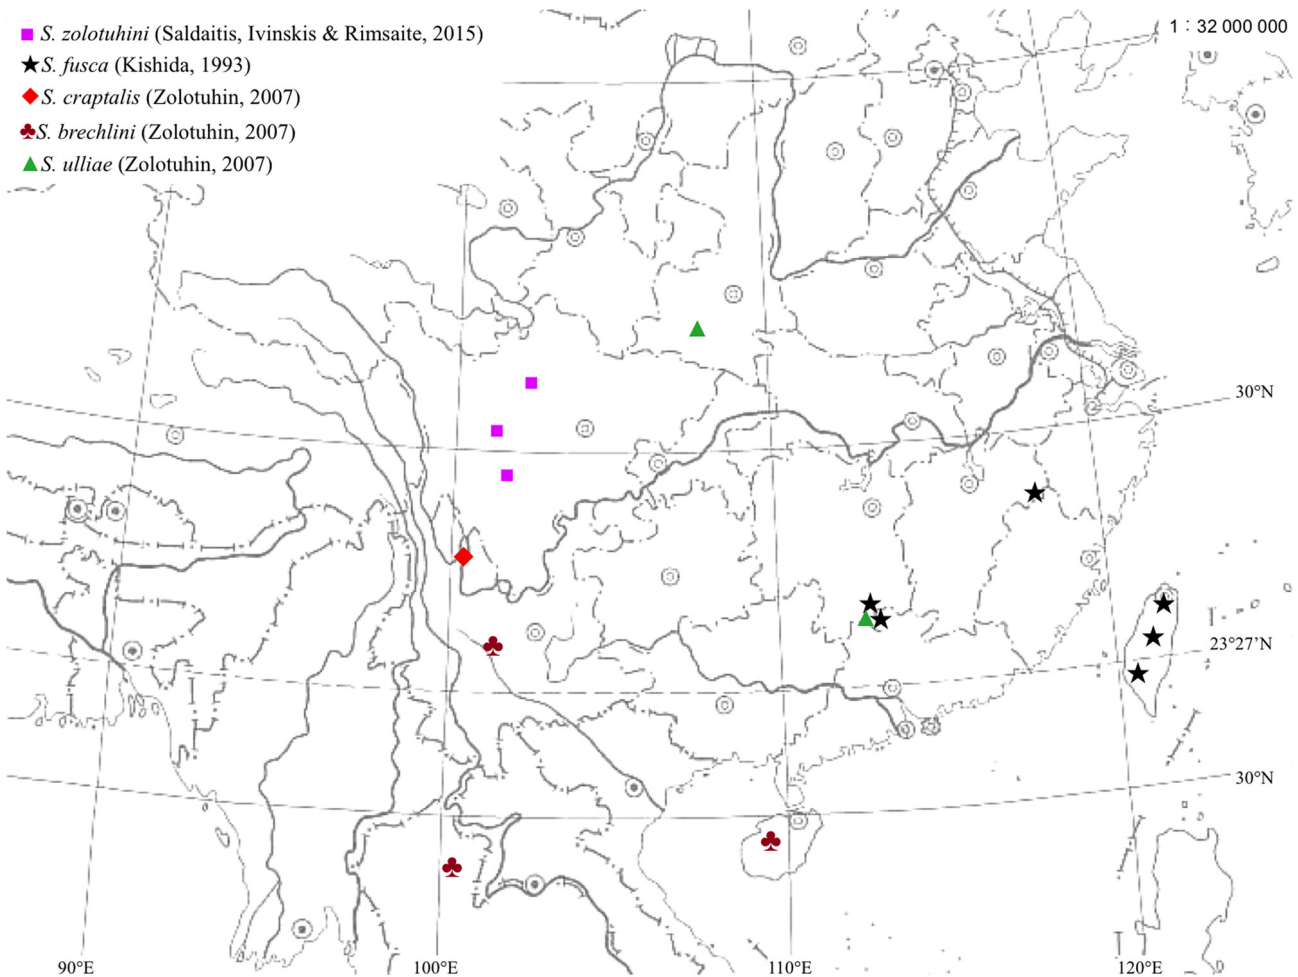 S. zolotuhini (Saldaitis, Ivinskis & Rimsaite, 2015)
1 : 32 000 000
S. fusca (Kishida, 1993)
S. craptalis (Zolotuhin, 2007)
S. brechlini (Zolotuhin, 2007)
S. ulliae (Zolotuhin, 2007)
30°N
23°27'N
30°N
90°E
100°E
110°E
120°E